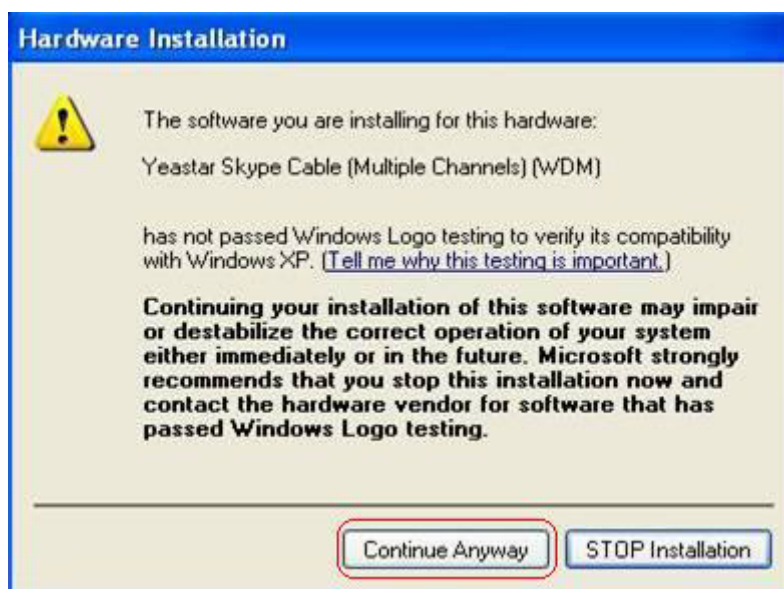 Hardware Installation
The software you are installing for this hardware:
Yeastar Skype Cable (Multiple Channels) (WDM)
has not passed Windows Logo testing to verify its compatibility
with Windows XP. (Tell me why this testing is important.)
Continuing your installation of this software may impair
or destabilize the correct operation of your system
either immediately or in the future. Microsoft strongly
recommends that you stop this installation now and
contact the hardware vendor for software that has
passed Windows Logo testing.
Continue Anyway STOP Installation